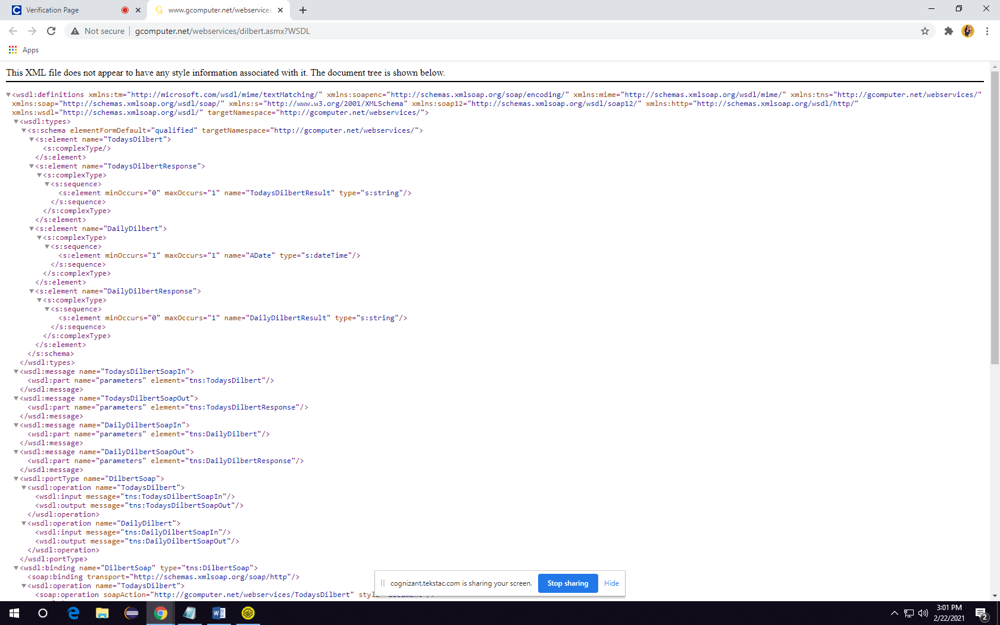 Verification Page
www.gcomputer.net/webservices
Not secure
gcomputer.net/webservices/dilbert.asmx?WSDL
Apps
This XML file does not appear to have any style information associated with it. The document tree is shown below.
<wsdl:definitions xmlns:tm="http://microsoft.com/wsdl/mime/textMatching/" xmlns:soapenc="http://schemas.xmlsoap.org/soap/encoding/" xmlns:mime="http://schemas.xmlsoap.org/wsdl/mime/" xmlns:tns="http://gcomputer.net/webservices/"
xmlns:soap="http://schemas.xmlsoap.org/wsdl/soap/" xmlns:s="http://www.w3.org/2001/XMLSchema" xmlns:soap12="http://schemas.xmlsoap.org/wsdl/soap12/" xmlns:http="http://schemas.xmlsoap.org/wsdl/http/"
xmlns:wsdl="http://schemas.xmlsoap.org/wsdl/" targetNamespace="http://gcomputer.net/webservices/">
<wsdl:types>
<s:schema elementFormDefault="qualified" targetNamespace="http://gcomputer.net/webservices/">
<s:element name="TodaysDilbert">
<s:complexType/>
</s:element>
<s:element name="TodaysDilbertResponse">
<s:complexType>
<s:sequence>
<s:element minOccurs="0" maxOccurs="1" name="TodaysDilbertResult" type="s:string"/>
</s:sequence>
</s:complexType>
</s:element>
<s:element name="DailyDilbert">
<s:complexType>
<s:sequence>
<s:element minOccurs="1" maxOccurs="1" name="ADate" type="s:dateTime"/>
</s:sequence>
</s:complexType>
</s:element>
<s:element name="DailyDilbertResponse">
<s:complexType>
<s:sequence>
<s:element minOccurs="0" maxOccurs="1" name="DailyDilbertResult" type="s:string"/>
</s:sequence>
</s:complexType>
</s:element>
</s:schema>
</wsdl:types>
<wsdl:message name="TodaysDilbertSoapIn">
<wsdl:part name="parameters" element="tns:TodaysDilbert"/>
</wsdl:message>
<wsdl:message name="TodaysDilbertSoapOut">
<wsdl:part name="parameters" element="tns:TodaysDilbertResponse"/>
</wsdl:message>
<wsdl:message name="DailyDilbertSoapIn">
<wsdl:part name="parameters" element="tns:DailyDilbert"/>
</wsdl:message>
<wsdl:message name="DailyDilbertSoapOut">
<wsdl:part name="parameters" element="tns:DailyDilbertResponse"/>
</wsdl:message>
<wsdl:portType name="DilbertSoap">
<wsdl:operation name="TodaysDilbert">
<wsdl:input message="tns:TodaysDilbertSoapIn"/>
<wsdl:output message="tns:TodaysDilbertSoapOut"/>
</wsdl:operation>
<wsdl:operation name="DailyDilbert">
<wsdl:input message="tns:DailyDilbertSoapIn"/>
<wsdl:output message="tns:DailyDilbertSoapOut"/>
</wsdl:operation>
</wsdl:portType>
<wsdl:binding name="DilbertSoap" type="tns:DilbertSoap">
<soap:binding transport="http://schemas.xmlsoap.org/soap/http"/>
<wsdl:operation name="TodaysDilbert">
<soap:operation soapAction="http://gcomputer.net/webservices/TodaysDilbert" style
cognizant.tekstac.com is sharing your screen.
Stop sharing
Hide
3:01 PM
2/22/2021
2